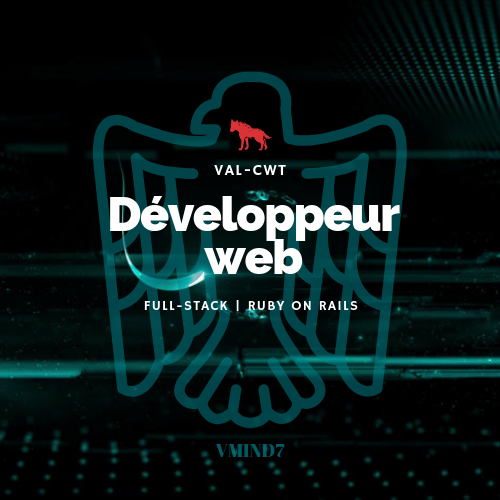 VAL-CWT
Développeur
web
FULL-STACK | RUBY ON RAILS
VMIND7